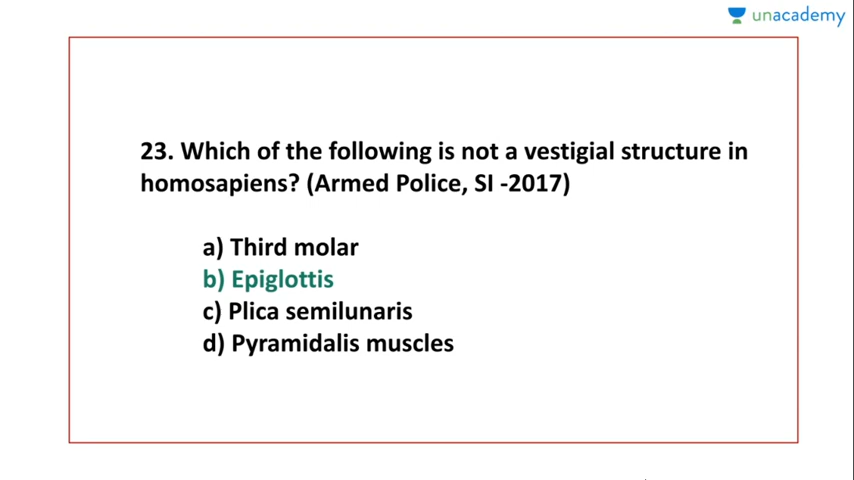 unacademy
23. Which of the following is not a vestigial structure in
homosapiens? (Armed Police, SI -2017)
a) Third molar
b) Epiglottis
c) Plica semilunaris
d) Pyramidalis muscles